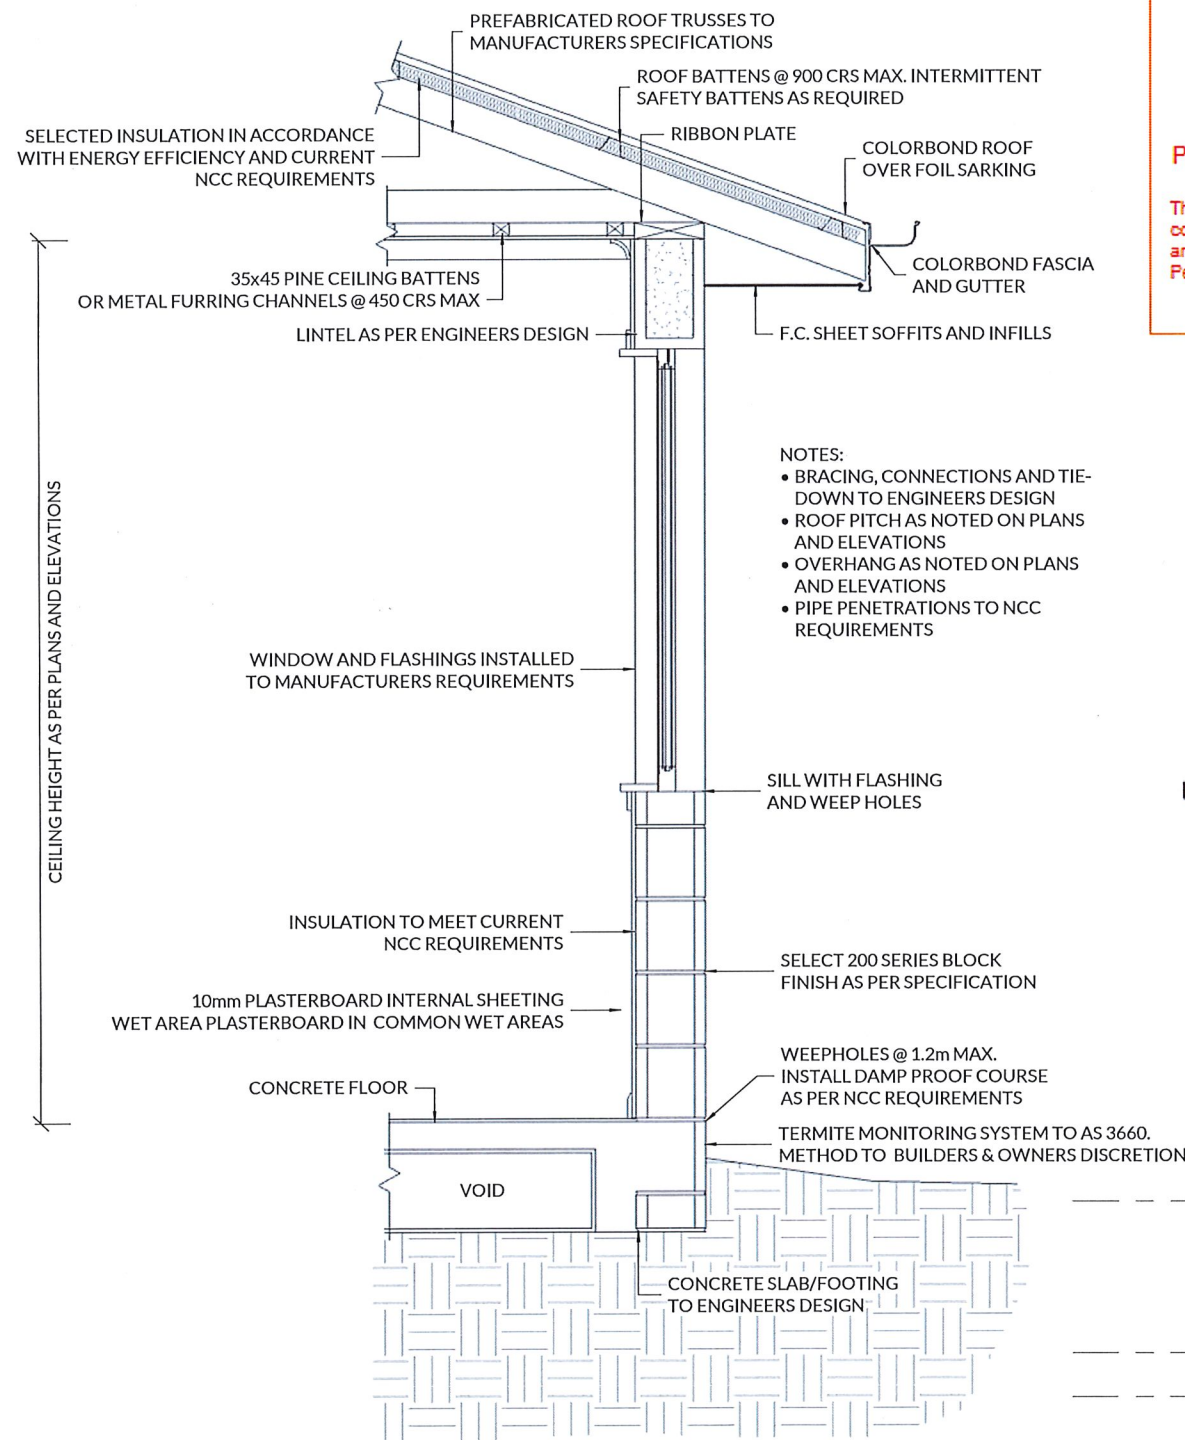 PREFABRICATED ROOF TRUSSES TO
MANUFACTURERS SPECIFICATIONS
ROOF BATTENS @ 900 CRS MAX. INTERMITTENT
SAFETY BATTENS AS REQUIRED
RIBBON PLATE
SELECTED INSULATION IN ACCORDANCE
WITH ENERGY EFFICIENCY AND CURRENT
NCC REQUIREMENTS
COLORBOND ROOF
OVER FOIL SARKING
COLORBOND FASCIA
AND GUTTER
35x45 PINE CEILING BATTENS
OR METAL FURRING CHANNELS @ 450 CRS MAX
LINTEL AS PER ENGINEERS DESIGN
F.C. SHEET SOFFITS AND INFILLS
NOTES:
• BRACING, CONNECTIONS AND TIE-
DOWN TO ENGINEERS DESIGN
• ROOF PITCH AS NOTED ON PLANS
AND ELEVATIONS
• OVERHANG AS NOTED ON PLANS
AND ELEVATIONS
• PIPE PENETRATIONS TO NCC
REQUIREMENTS
CEILING HEIGHT AS PER PLANS AND ELEVATIONS
WINDOW AND FLASHINGS INSTALLED
TO MANUFACTURERS REQUIREMENTS
SILL WITH FLASHING
AND WEEP HOLES
INSULATION TO MEET CURRENT
NCC REQUIREMENTS
SELECT 200 SERIES BLOCK
FINISH AS PER SPECIFICATION
10mm PLASTERBOARD INTERNAL SHEETING
WET AREA PLASTERBOARD IN COMMON WET AREAS
WEEPHOLES @ 1.2m MAX.
INSTALL DAMP PROOF COURSE
AS PER NCC REQUIREMENTS
CONCRETE FLOOR
TERMITE MONITORING SYSTEM TO AS 3660.
METHOD TO BUILDERS & OWNERS DISCRETION
VOID
CONCRETE SLAB/FOOTING
TO ENGINEERS DESIGN